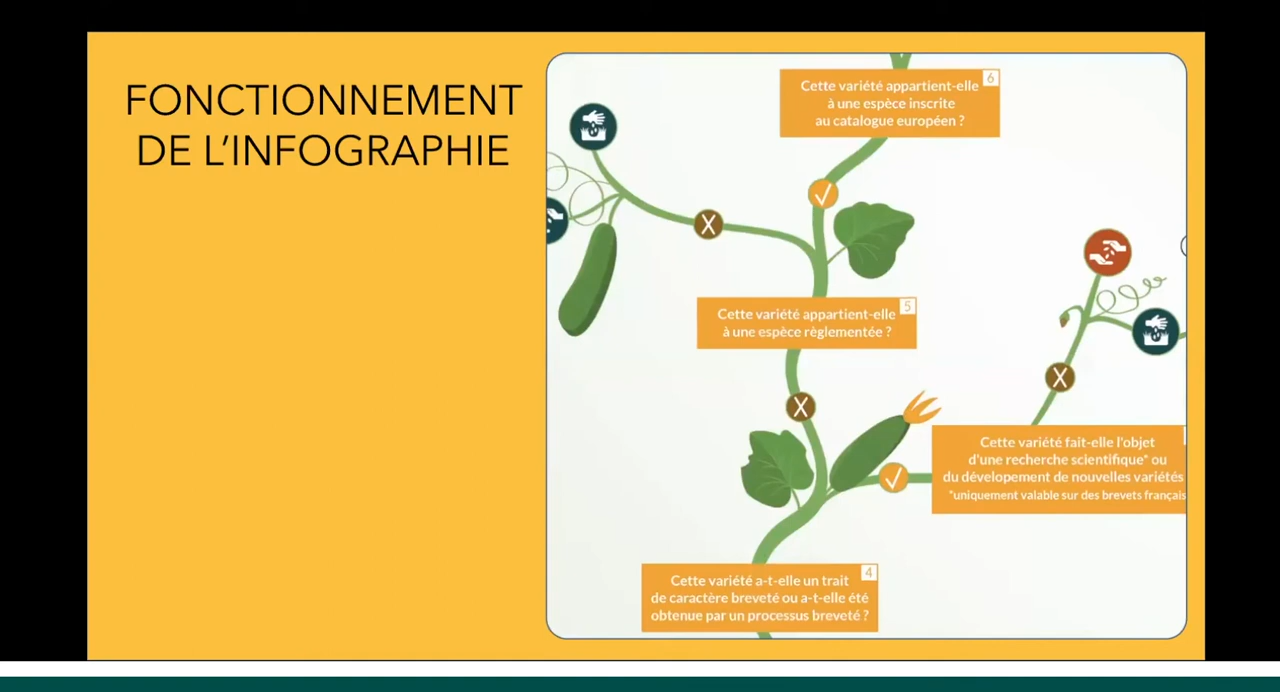 FONCTIONNEMENT
DE L'INFOGRAPHIE
6
Cette variété appartient-elle
à une espèce inscrite
au catalogue européen ?
X
5
Cette variété appartient-elle
à une espèce règlementée ?
X
X
Cette variété fait-elle l'objet
d'une recherche scientifique* ou
du dévelopement de nouvelles variétés
*uniquement valable sur des brevets français
4
Cette variété a-t-elle un trait
de caractère breveté ou a-t-elle été
obtenue par un processus breveté ?